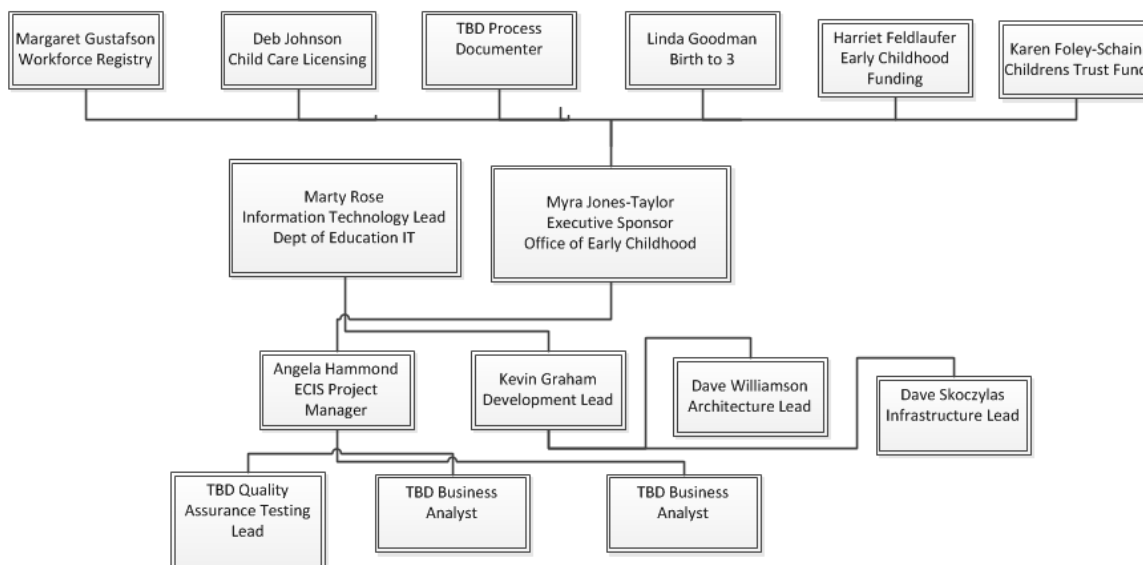 Margaret Gustafson
Workforce Registry
Deb Johnson
Child Care Licensing
TBD Process
Documenter
Linda Goodman
Birth to 3
Harriet Feldlaufer
Early Childhood
Funding
Karen Foley-Schain
Childrens Trust Fund
Marty Rose
Information Technology Lead
Dept of Education IT
Myra Jones-Taylor
Executive Sponsor
Office of Early Childhood
Angela Hammond
ECIS Project
Manager
Kevin Graham
Development Lead
Dave Williamson
Architecture Lead
Dave Skoczylas
Infrastructure Lead
TBD Quality
Assurance Testing
Lead
TBD Business
Analyst
TBD Business
Analyst